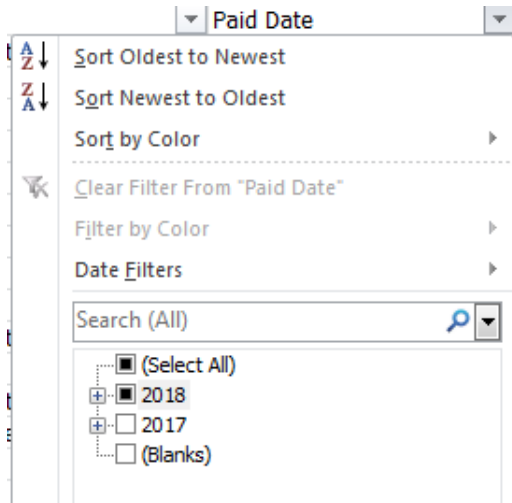 Paid Date
Sort Oldest to Newest
Sort Newest to Oldest
Sort by Color
Clear Filter From "Paid Date"
Filter by Color
Date Filters
Search (All)
(Select All)
2018
2017
(Blanks)